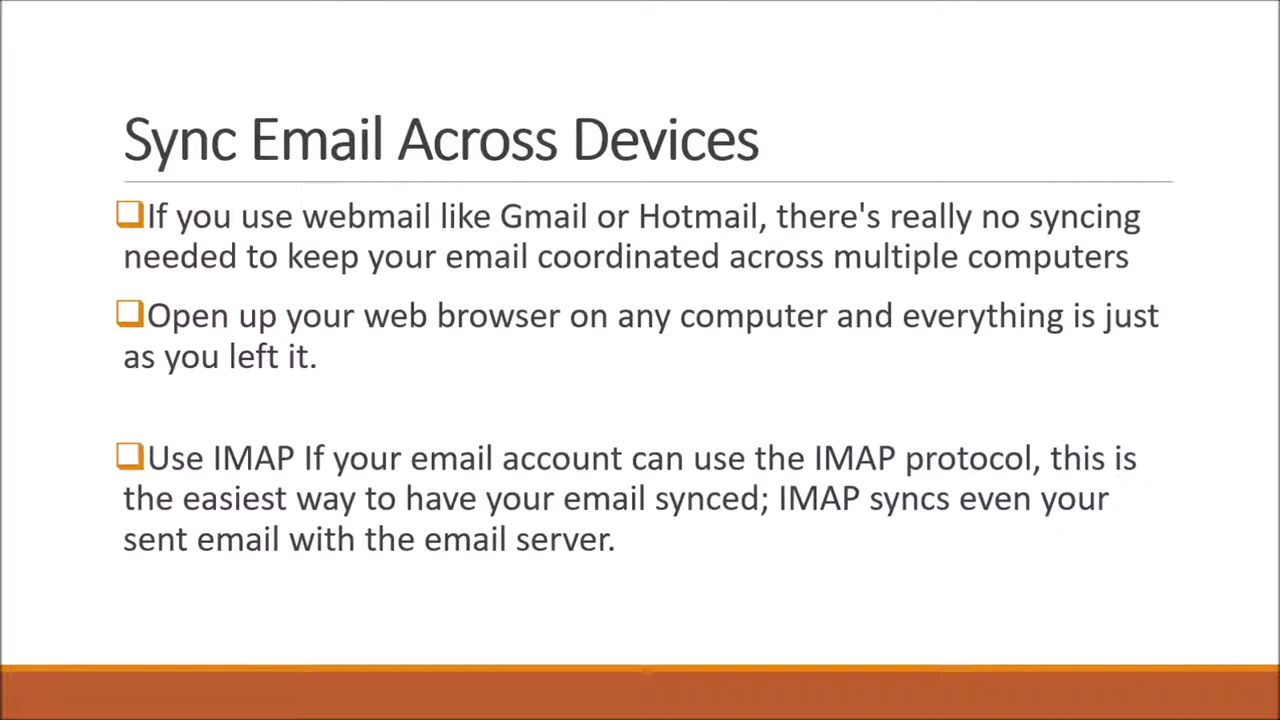 Sync Email Across Devices
If you use webmail like Gmail or Hotmail, there's really no syncing
needed to keep your email coordinated across multiple computers
Open up your web browser on any computer and everything is just
as you left it.
Use IMAP If your email account can use the IMAP protocol, this is
the easiest way to have your email synced; IMAP syncs even your
sent email with the email server.